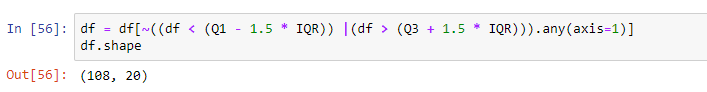 In [56]: df = df[~((df < (Q1 - 1.5 * IQR)) |(df > (Q3 + 1.5 * IQR))).any(axis=1)]
df.shape
Out[56]: (108, 20)